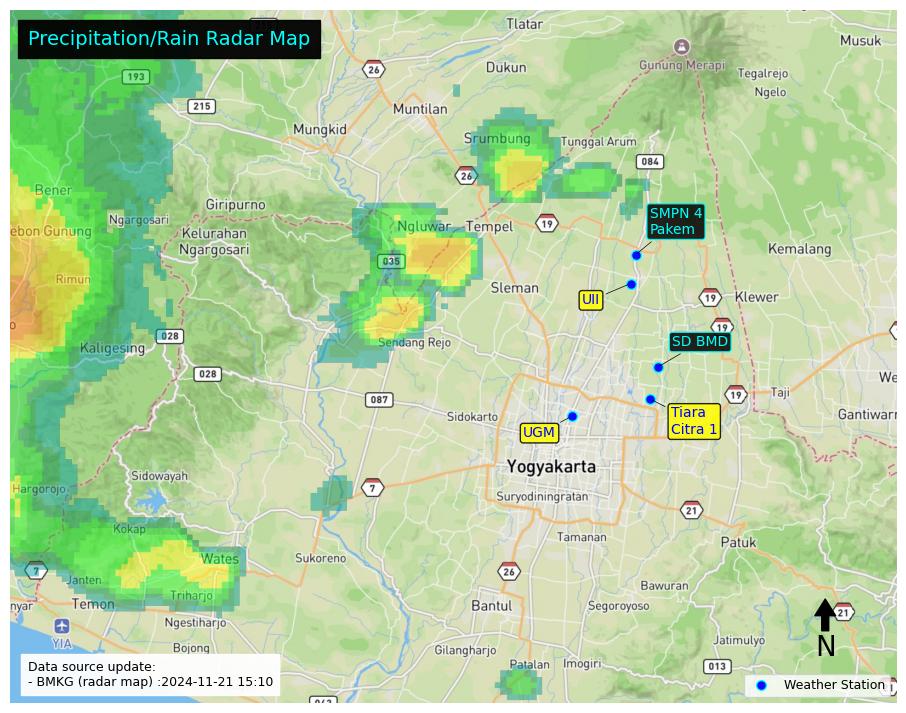 Precipitation/Rain Radar Map
Tlatar
Musuk
26
Dukun
Gunung Merapi
193
Tegalrejo
Ngelo
215
Muntilan
Mungkid
Srumbung
Tunggal Arum
084
26
Bener
Giripurno
Ngargosari
SMPN 4
Pakem
Ngluwar
Tempel
19
ebon Gunung
Kelurahan
Ngargosari
Kemalang
035
Rimun
Sleman
UII
19
Klewer
19
028
Kaligesing
Sendang Rejo
SD BMD
028
087
19
Taji
We
Sidokarto
Tiara
Citra 1
Gantiwarn
UGM
Yogyakarta
Sidowayah
7
Hargorojo
Suryodiningratan
21
Kokap
Tamanan
Patuk
Wates
Sukoreno
7
26
Janten
Bawuran
Triharjo
nyar
Temon
Bantul
Segoroyoso
21
Ngestiharjo
YIA
N
Bojong
Gilangharjo
Jatimulyo
Patalan
Imogiri
013
Data source update:
- BMKG (radar map) :2024-11-21 15:10
Weather Station